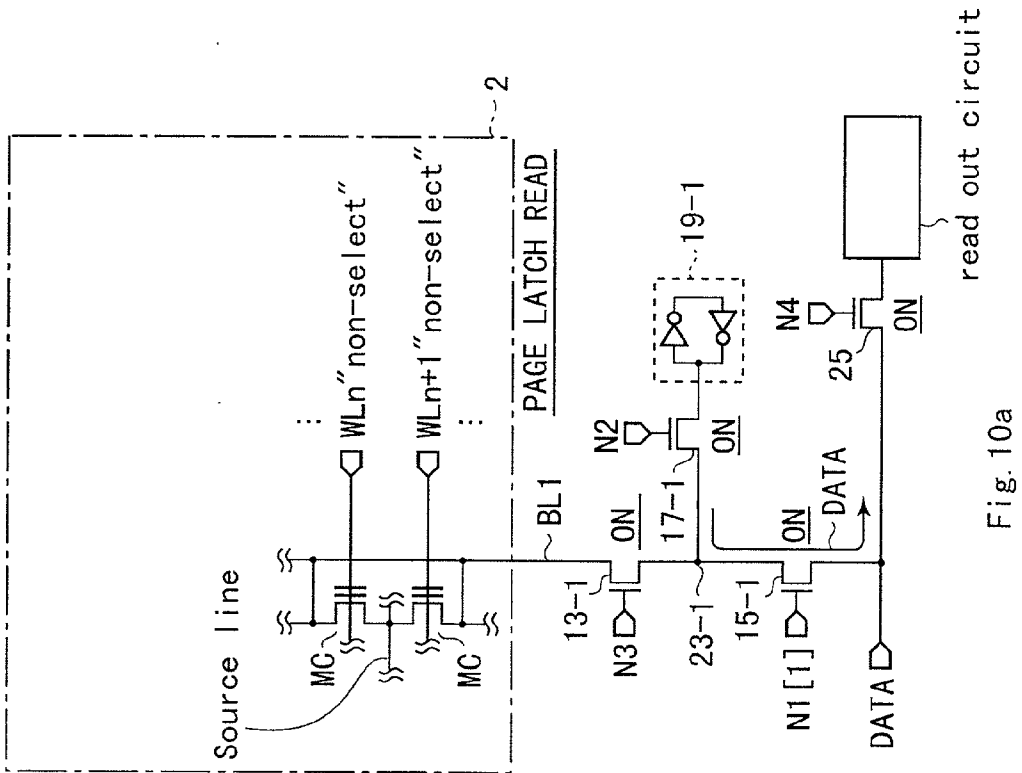 Source line
MC
MC
WLn"non-select"
WLn+1"non-select"
2
PAGE LATCH READ
BL1
13-1
ON
N3
N2
ON
17-1
19-1
23-1
15-1
ON
N1[1]
DATA
DATA
N4
ON
25
read out circuit
Fig. 10a